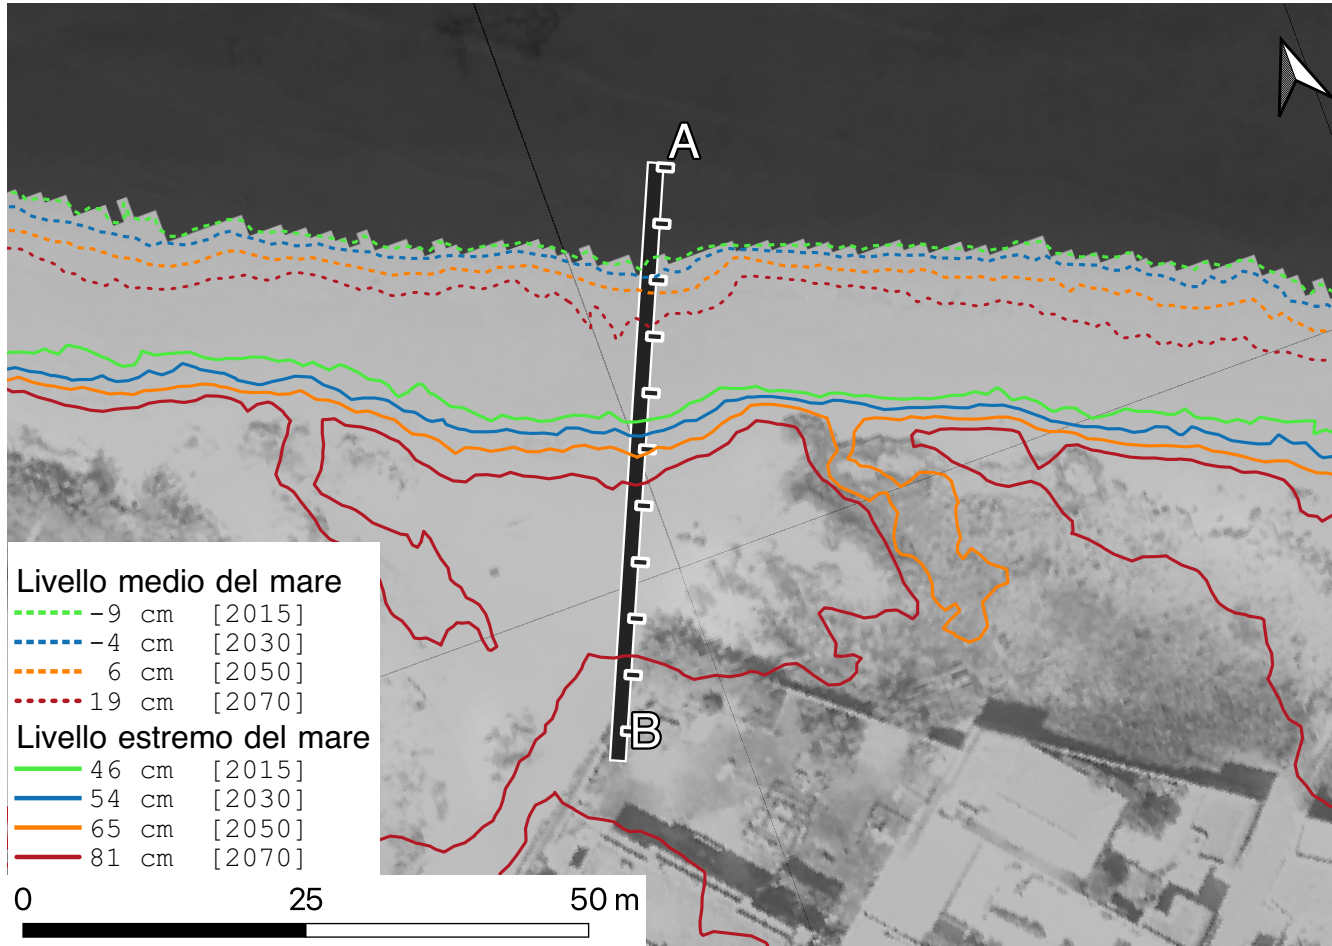 A
B
Livello medio del mare
-9 cm [2015]
-4 cm [2030]
6 cm [2050]
19 cm [2070]
Livello estremo del mare
46 cm [2015]
54 cm [2030]
65 cm [2050]
81 cm [2070]
0 25 50 m